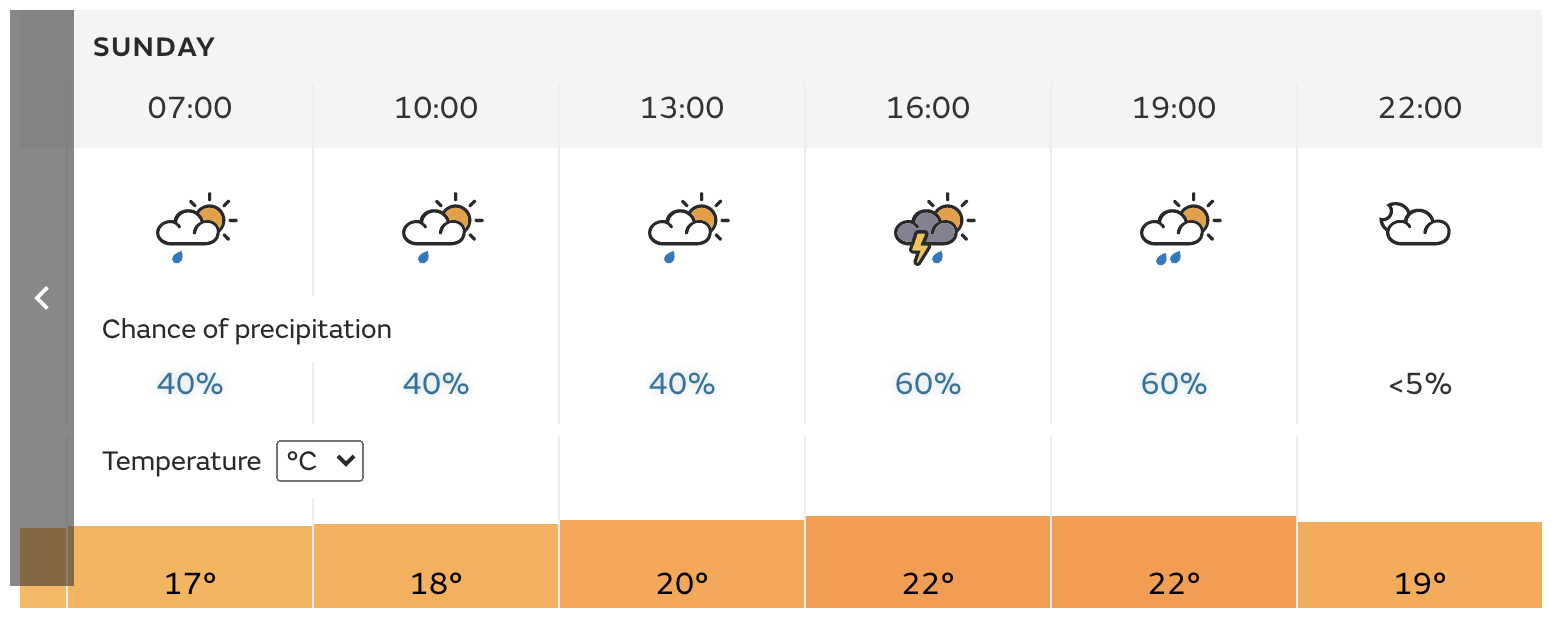 SUNDAY
07:00 10:00 13:00 16:00 19:00 22:00
Chance of precipitation
40% 40% 40% 60% 60% <5%
Temperature °C
17° 18° 20° 22° 22° 19°